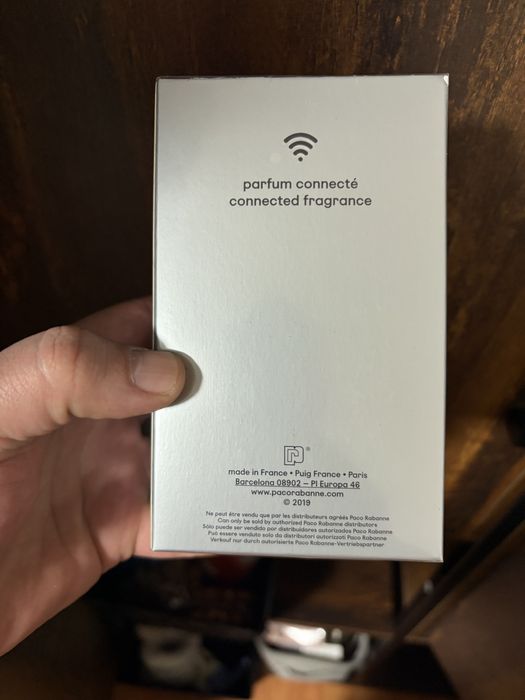 parfum connecté
connected fragrance
made in France • Puig France • Paris
Barcelona 08902 – Pl Europa 46
www.pacorabanne.com
© 2019
Ne peut être vendu que par les distributeurs agréés Paco Rabanne
Can only be sold by authorized Paco Rabanne distributors
Sólo puede ser vendido por distribuidores autorizados Paco Rabanne
Può essere venduto solo da distributori autorizzati Paco Rabanne
Verkauf nur durch autorisierte Paco Rabanne-Vertriebspartner